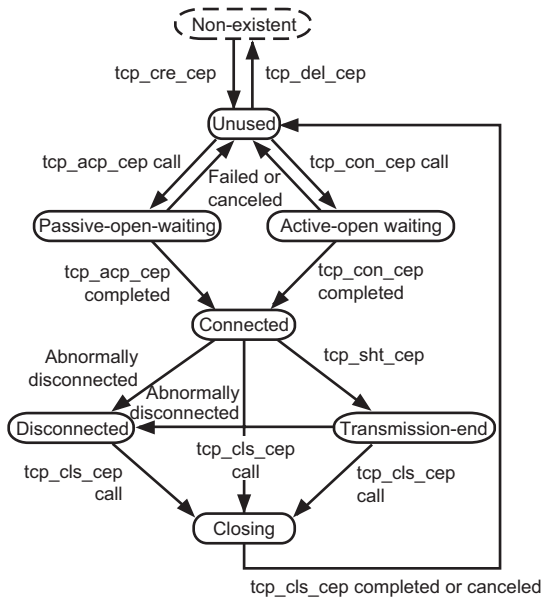 Non-existent
tcp_cre_cep
tcp_del_cep
Unused
tcp_acp_cep call
tcp_con_cep call
Failed or
canceled
Passive-open-waiting
Active-open waiting
tcp_acp_cep
completed
tcp_con_cep
completed
Connected
Abnormally
disconnected
tcp_sht_cep
Abnormally
disconnected
Disconnected
Transmission-end
tcp_cls_cep
call
tcp_cls_cep
call
tcp_cls_cep
call
Closing
tcp_cls_cep completed or canceled